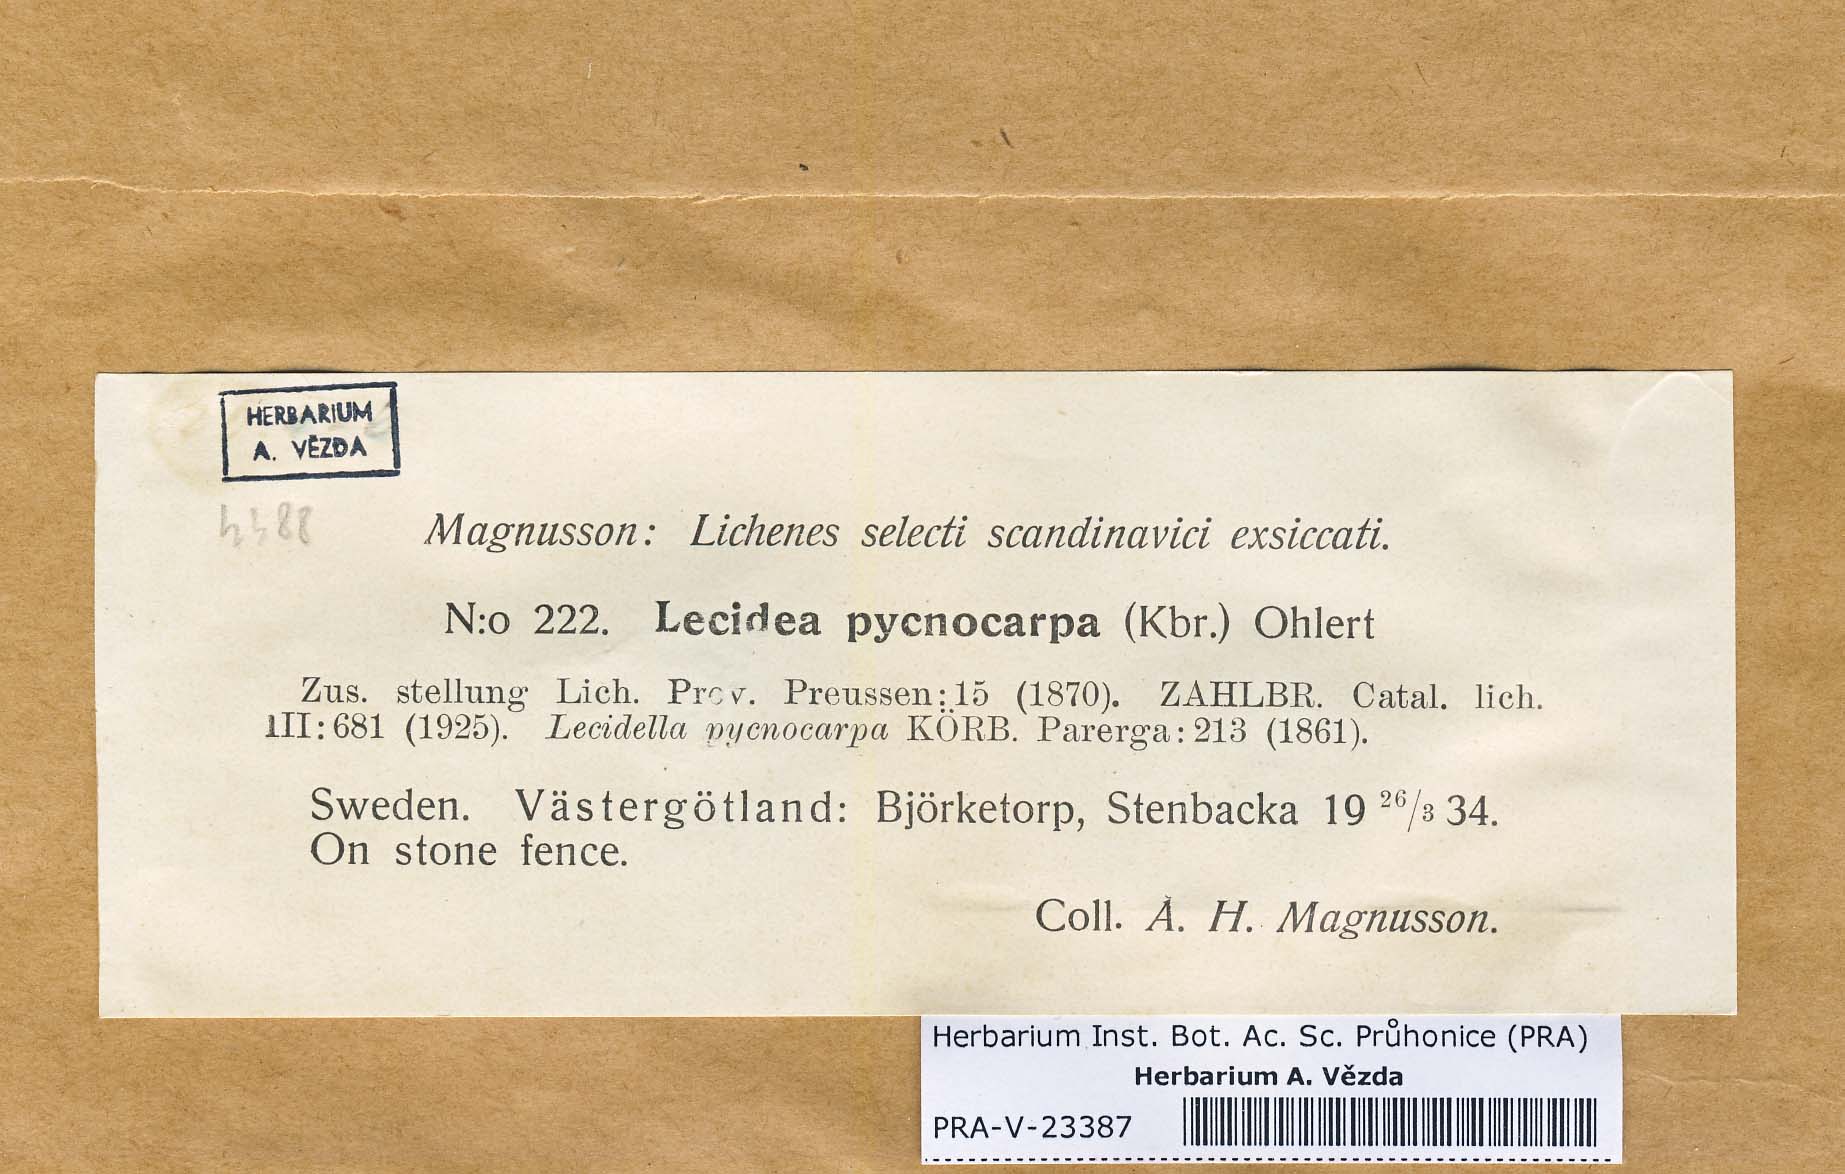 HERBARIUM
A. VĚZDA
Magnusson: Lichenes selecti scandinavici exsiccati.
N:o 222. Lecidea pycnocarpa (Kbr.) Ohlert
Zus. stellung Lich. Prov. Preussen: 15 (1870). ZAHLBR. Catal. lich.
III: 681 (1925). Lecidella pycnocarpa KÖRB. Parerga: 213 (1861).
Sweden. Västergötland: Björketorp, Stenbacka 19 26/3 34.
On stone fence.
Coll. A. H. Magnusson.
Herbarium Inst. Bot. Ac. Sc. Průhonice (PRA)
Herbarium A. Vězda
PRA-V-23387